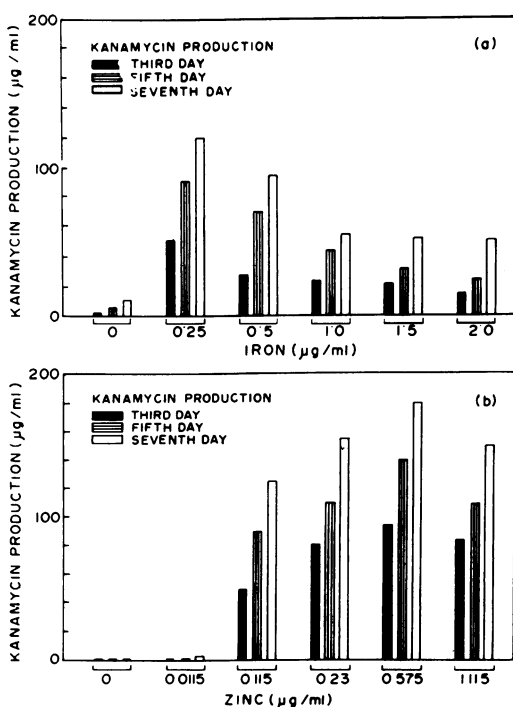 200
KANAMYCIN PRODUCTION
(a)
THIRD DAY
FIFTH DAY
SEVENTH DAY
KANAMYCIN PRODUCTION (µg/ml)
100
0
0 0·25 0·5 1·0 1·5 2·0
IRON (µg/ml)
200
KANAMYCIN PRODUCTION
(b)
THIRD DAY
FIFTH DAY
SEVENTH DAY
KANAMYCIN PRODUCTION (µg/ml)
100
0
0 0·0115 0·115 0·23 0·575 1·115
ZINC (µg/ml)